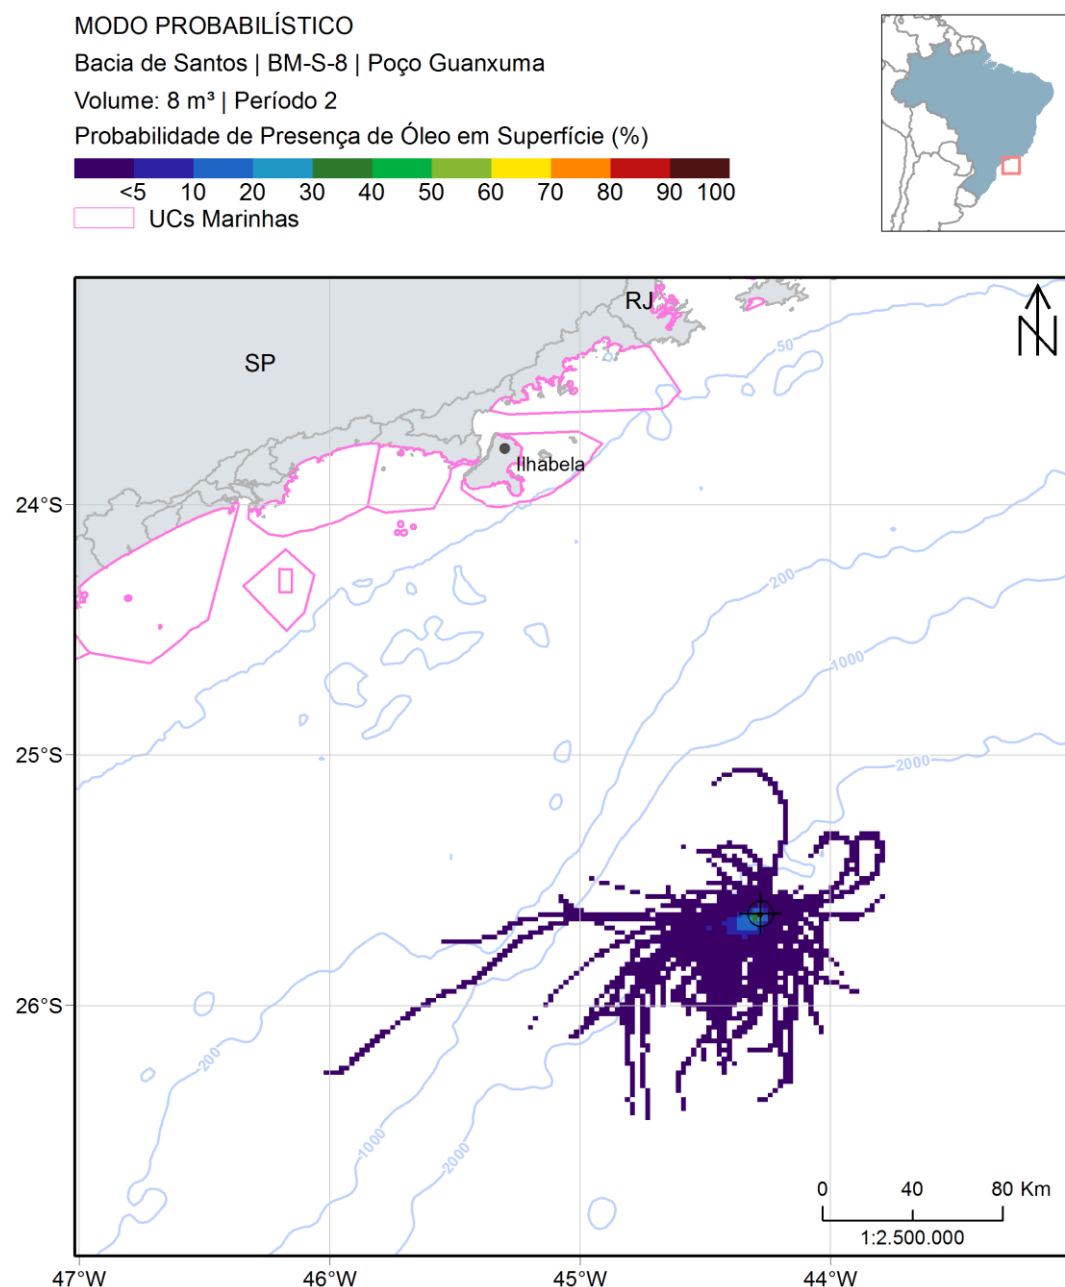 MODO PROBABILÍSTICO
Bacia de Santos | BM-S-8 | Poço Guanxuma
Volume: 8 m³ | Período 2
Probabilidade de Presença de Óleo em Superfície (%)
<5 10 20 30 40 50 60 70 80 90 100
UCs Marinhas
RJ
N
50
SP
Ilhabela
24°S
200
1000
25°S
2000
26°S
200
1000
2000
0 40 80 Km
1:2.500.000
47°W 46°W 45°W 44°W